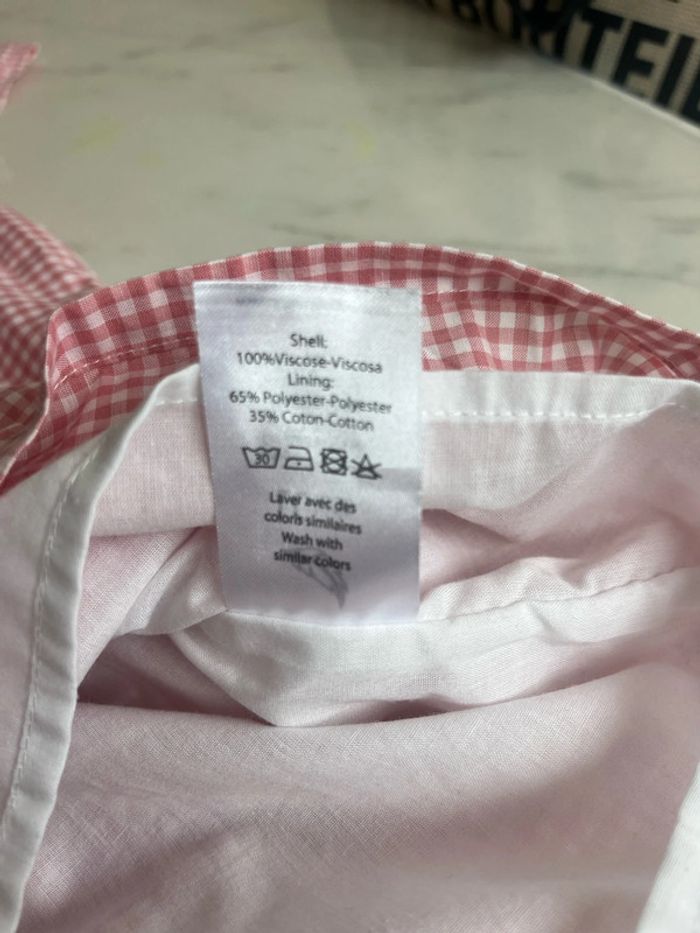 Shell:
100%Viscose-Viscosa
Lining:
65% Polyester-Polyester
35% Coton-Cotton
30
Laver avec des
coloris similaires
Wash with
similar colors